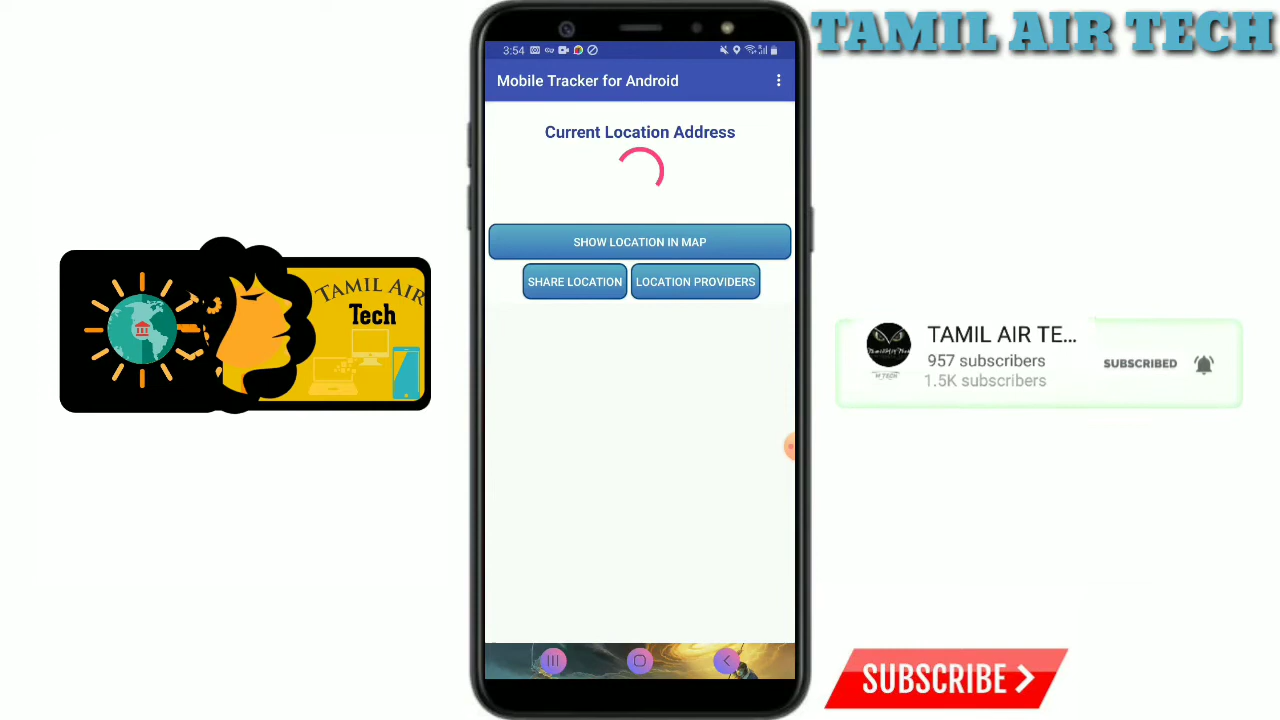 TAMIL AIR TECH
3:54
Mobile Tracker for Android
Current Location Address
SHOW LOCATION IN MAP
SHARE LOCATION
LOCATION PROVIDERS
TAMIL AIR
Tech
TAMIL AIR TE...
957 subscribers
1.5K subscribers
SUBSCRIBED
M TECH
SUBSCRIBE